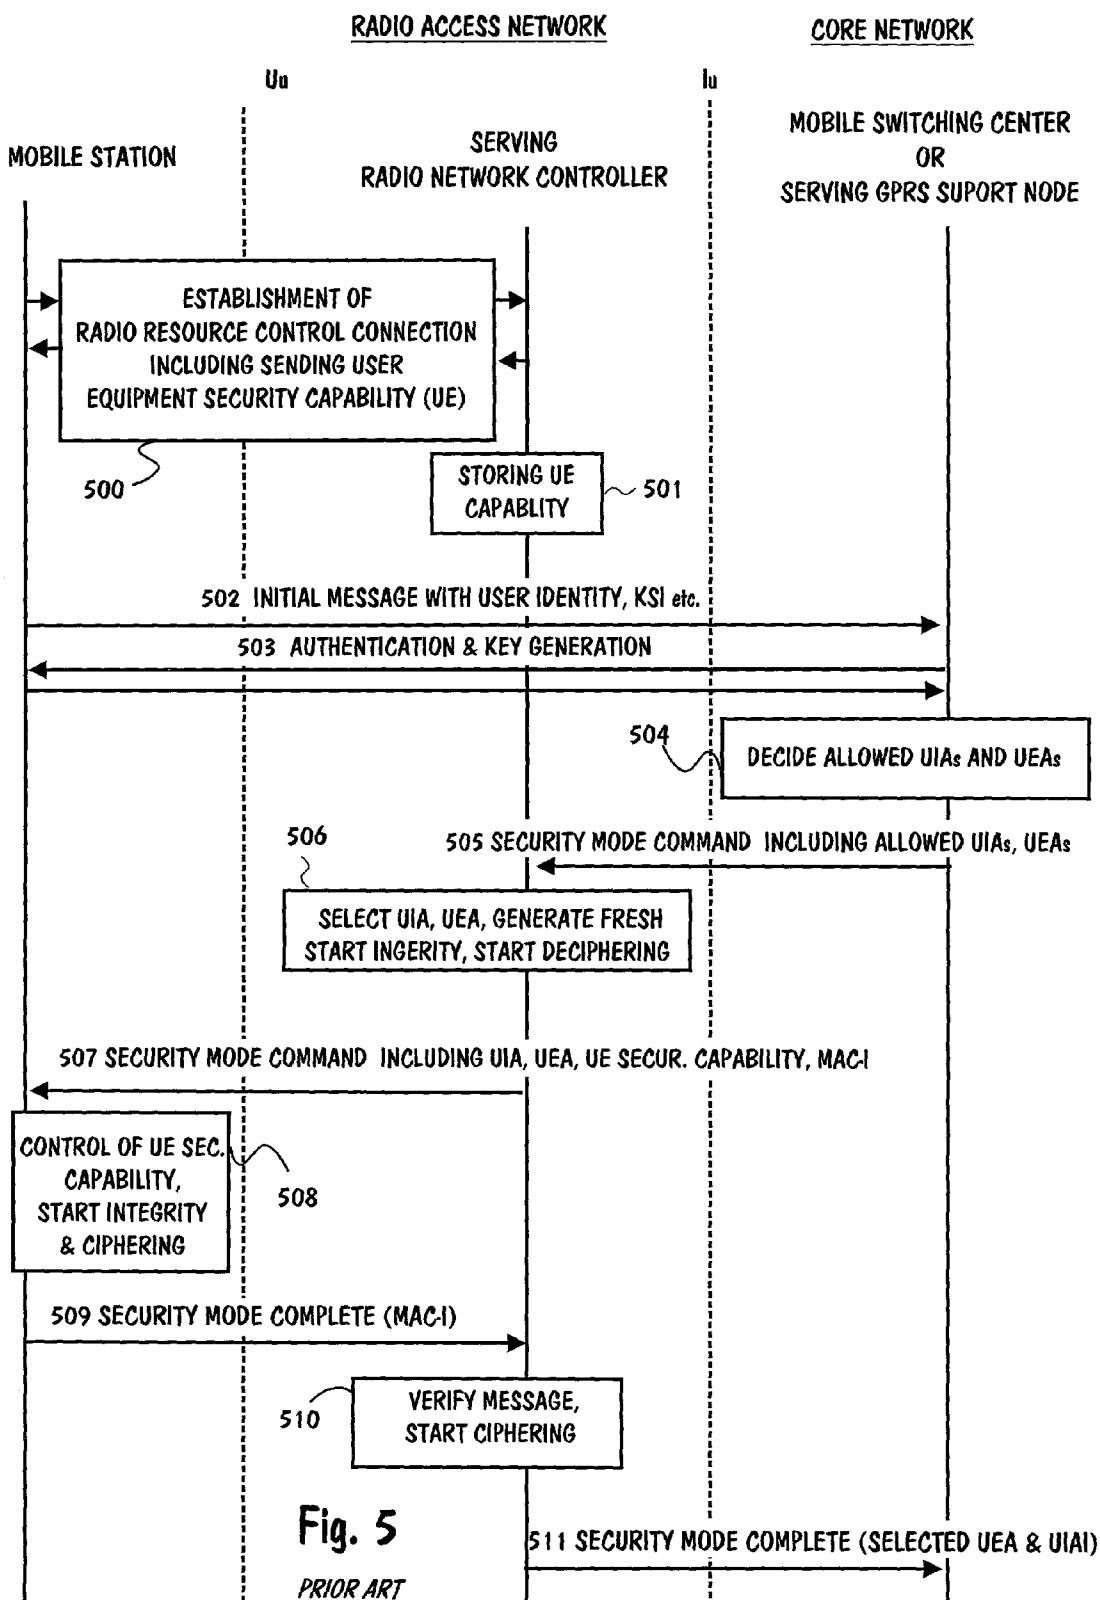 RADIO ACCESS NETWORK
CORE NETWORK
Uu
Iu
MOBILE STATION
SERVING
RADIO NETWORK CONTROLLER
MOBILE SWITCHING CENTER
OR
SERVING GPRS SUPORT NODE
ESTABLISHMENT OF
RADIO RESOURCE CONTROL CONNECTION
INCLUDING SENDING USER
EQUIPMENT SECURITY CAPABILITY (UE)
500
STORING UE
CAPABLITY
501
502 INITIAL MESSAGE WITH USER IDENTITY, KSI etc.
503 AUTHENTICATION & KEY GENERATION
504
DECIDE ALLOWED UIAs AND UEAs
505 SECURITY MODE COMMAND INCLUDING ALLOWED UIAs, UEAs
506
SELECT UIA, UEA, GENERATE FRESH
START INGERITY, START DECIPHERING
507 SECURITY MODE COMMAND INCLUDING UIA, UEA, UE SECUR. CAPABILITY, MAC-I
CONTROL OF UE SEC.
CAPABILITY,
START INTEGRITY
& CIPHERING
508
509 SECURITY MODE COMPLETE (MAC-I)
510
VERIFY MESSAGE,
START CIPHERING
511 SECURITY MODE COMPLETE (SELECTED UEA & UIAI)
Fig. 5
PRIOR ART